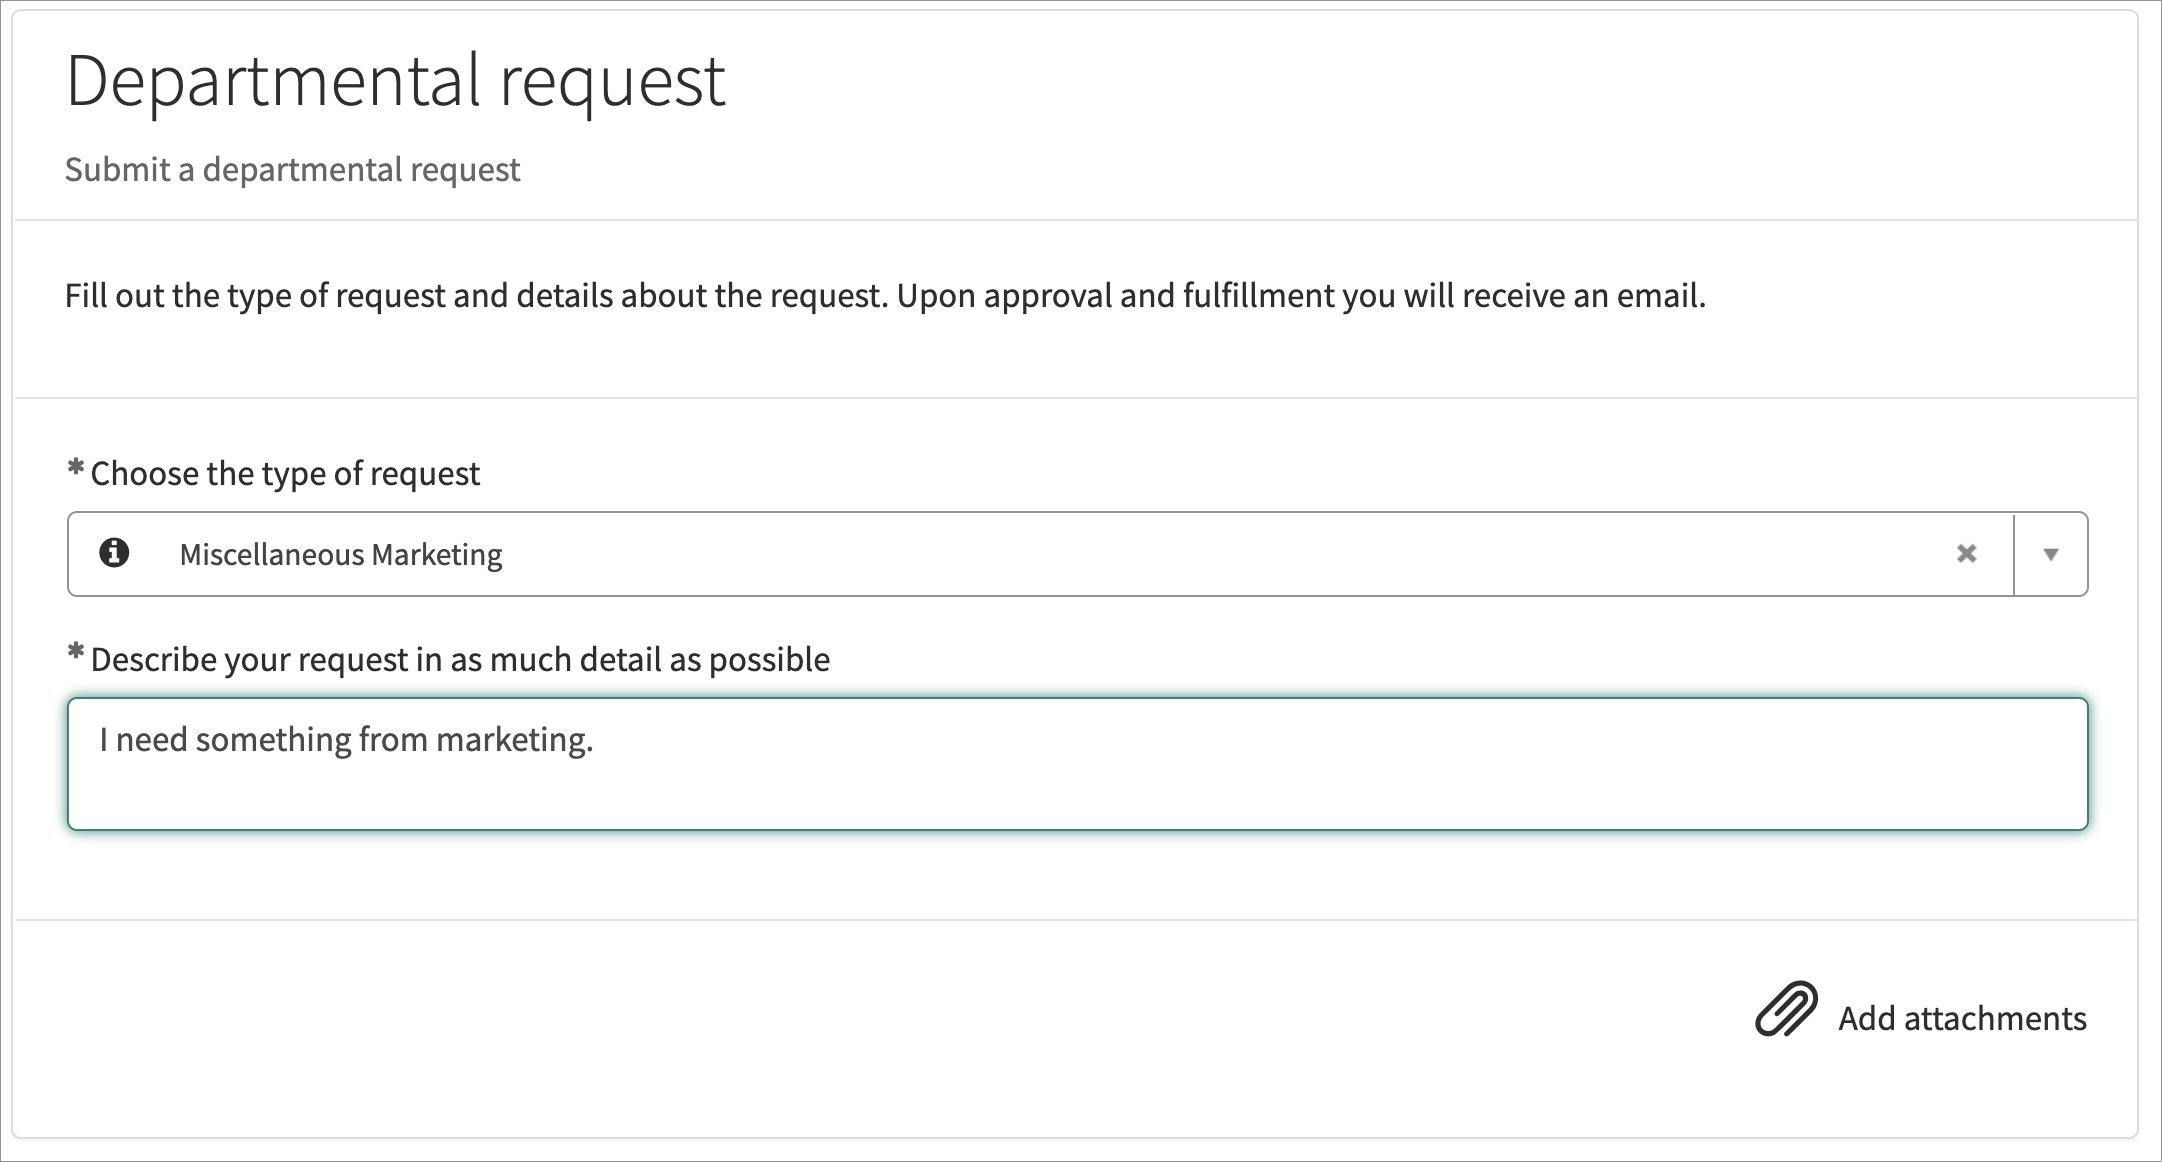 Departmental request
Submit a departmental request
Fill out the type of request and details about the request. Upon approval and fulfillment you will receive an email.
* Choose the type of request
Miscellaneous Marketing
* Describe your request in as much detail as possible
I need something from marketing.
Add attachments